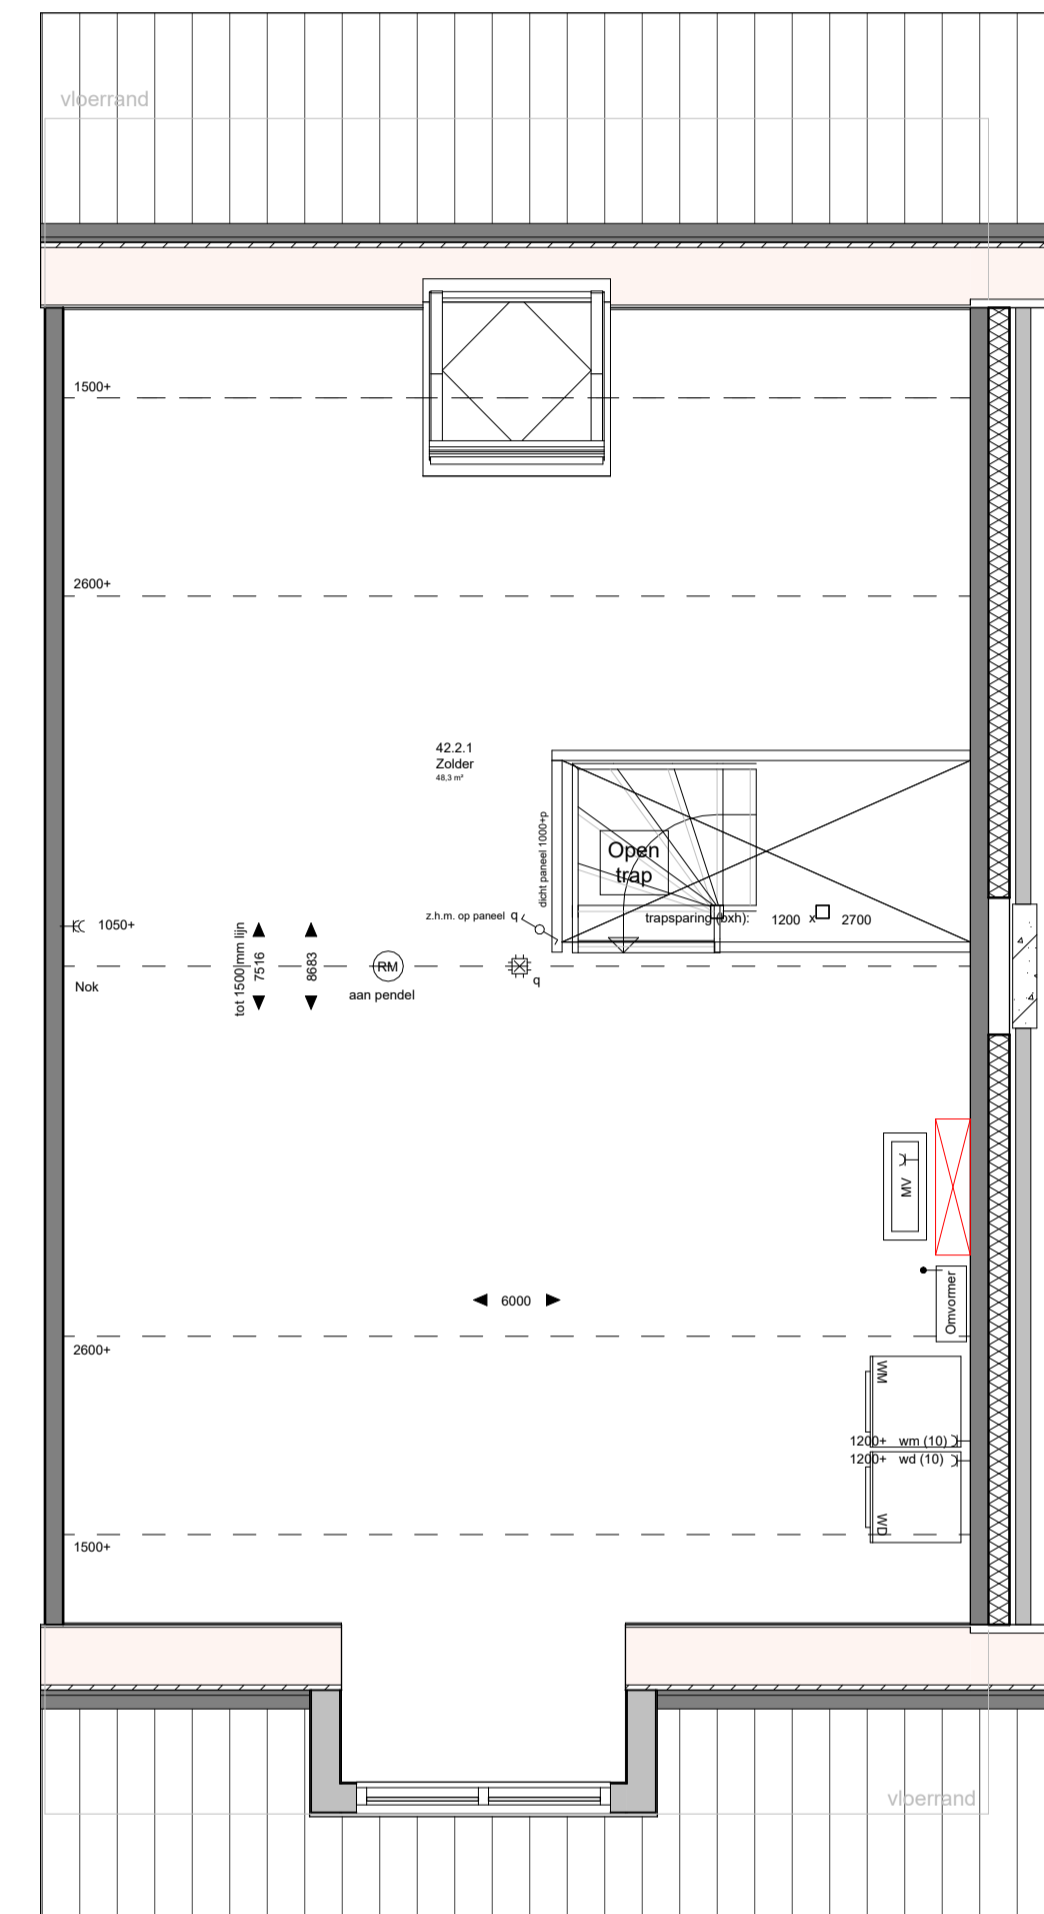 vloerrand
1500+
2600+
42.2.1
Zolder
48,3 m²
dicht paneel 1000+p
Open
trap
z.h.m. op paneel q
trapsparing (bxh): 1200 x 2700
1050+
tot 1500 mm lijn
7516
8683
RM
aan pendel
q
Nok
MV
Omvormer
6000
2600+
WM
1200+ wm (10)
1200+ wd (10)
WD
1500+
vloerrand